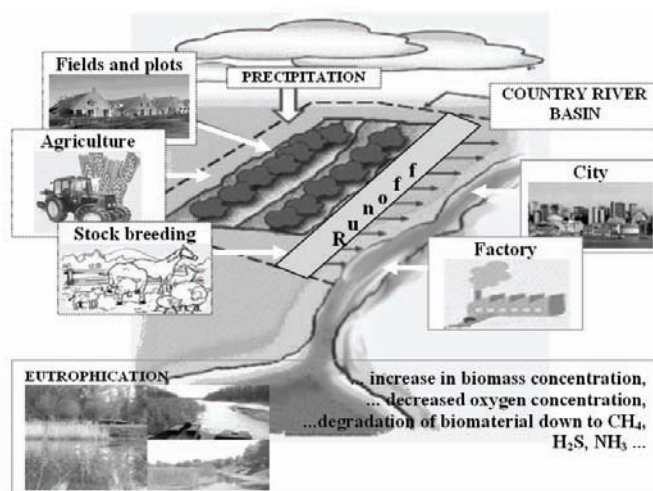 Fields and plots
PRECIPITATION
COUNTRY RIVER
BASIN
Agriculture
City
Runoff
Stock breeding
Factory
EUTROPHICATION
... increase in biomass concentration,
... decreased oxygen concentration,
...degradation of biomaterial down to CH₄,
H₂S, NH₃ ...